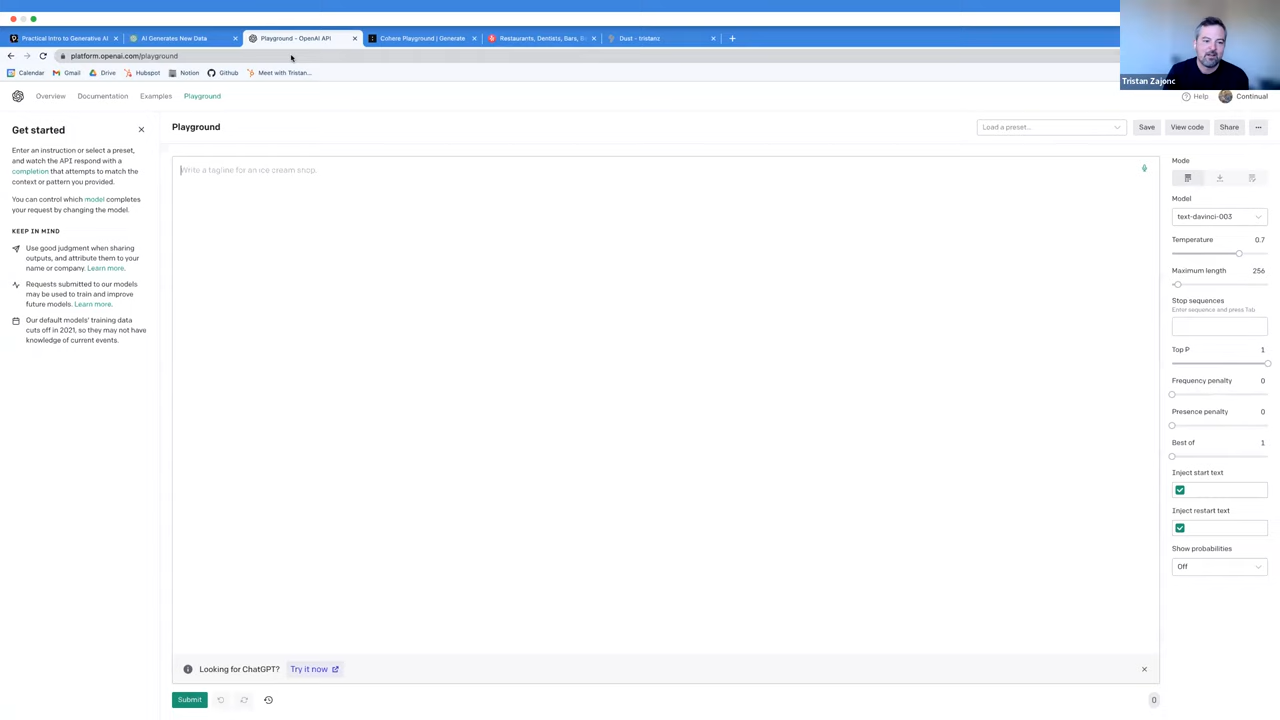 Practical Intro to Generative AI
AI Generates New Data
Playground - OpenAI API
Cohere Playground | Generate
Restaurants, Dentists, Bars, B
Dust - tristanz
platform.openai.com/playground
Calendar
Gmail
Drive
Hubspot
Notion
Github
Meet with Tristan...
Tristan Zajonc
Overview
Documentation
Examples
Playground
Help
Continual
Get started
Enter an instruction or select a preset,
and watch the API respond with a
completion that attempts to match the
context or pattern you provided.
You can control which model completes
your request by changing the model.
KEEP IN MIND
Use good judgment when sharing
outputs, and attribute them to your
name or company. Learn more.
Requests submitted to our models
may be used to train and improve
future models. Learn more.
Our default models' training data
cuts off in 2021, so they may not have
knowledge of current events.
Playground
Load a preset...
Save
View code
Share
Write a tagline for an ice cream shop.
Looking for ChatGPT?
Try it now
Submit
0
Mode
Model
text-davinci-003
Temperature 0.7
Maximum length 256
Stop sequences
Enter sequence and press Tab
Top P 1
Frequency penalty 0
Presence penalty 0
Best of 1
Inject start text
Inject restart text
Show probabilities
Off